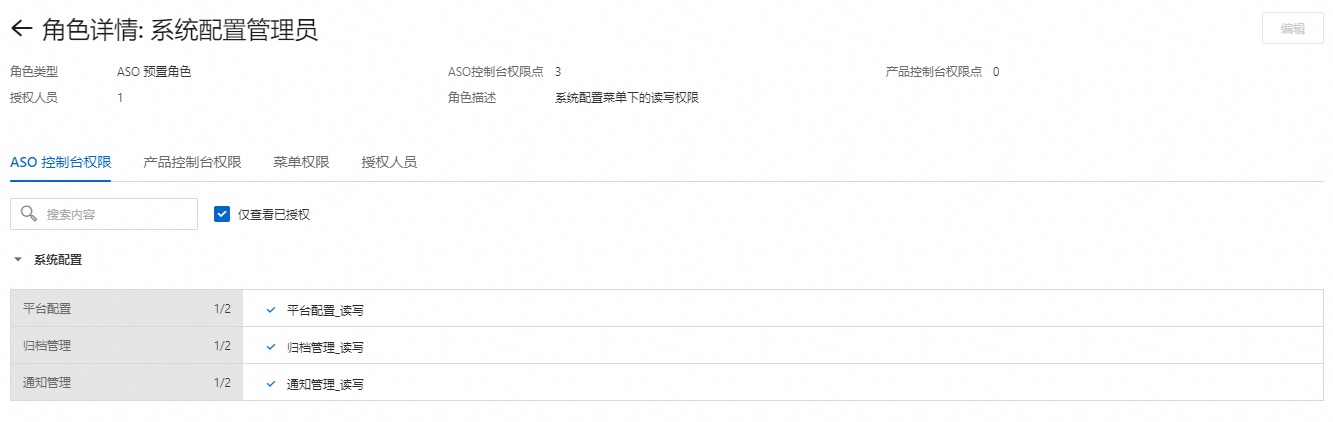 角色详情: 系统配置管理员
编辑
角色类型 ASO 预置角色 ASO控制台权限点 3 产品控制台权限点 0
授权人员 1 角色描述 系统配置菜单下的读写权限
ASO 控制台权限 产品控制台权限 菜单权限 授权人员
搜索内容 仅查看已授权
系统配置
平台配置 1/2 平台配置_读写
归档管理 1/2 归档管理_读写
通知管理 1/2 通知管理_读写